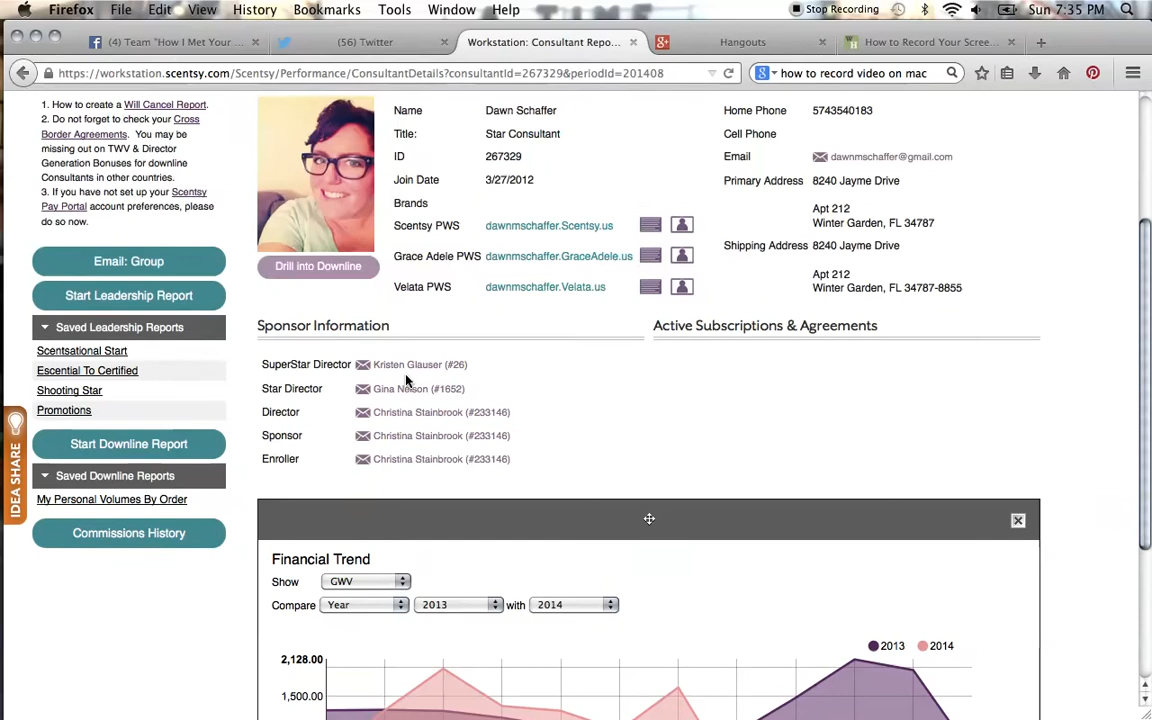 Firefox File Edit View History Bookmarks Tools Window Help Stop Recording Sun 7:35 PM
(4) Team "How I Met Your ... × (56) Twitter × Workstation: Consultant Repo... × Hangouts × How to Record Your Scree... × +
https://workstation.scentsy.com/Scentsy/Performance/ConsultantDetails?consultantId=267329&periodId=201408 how to record video on mac
1. How to create a Will Cancel Report.
2. Do not forget to check your Cross
Border Agreements. You may be
missing out on TWV & Director
Generation Bonuses for downline
Consultants in other countries.
3. If you have not set up your Scentsy
Pay Portal account preferences, please
do so now.
Email: Group
Start Leadership Report
Saved Leadership Reports
Scentsational Start
Escential To Certified
Shooting Star
Promotions
Start Downline Report
Saved Downline Reports
My Personal Volumes By Order
Commissions History
IDEA SHARE
Drill into Downline
Name Dawn Schaffer
Title: Star Consultant
ID 267329
Join Date 3/27/2012
Brands
Scentsy PWS dawnmschaffer.Scentsy.us
Grace Adele PWS dawnmschaffer.GraceAdele.us
Velata PWS dawnmschaffer.Velata.us
Home Phone 5743540183
Cell Phone
Email dawnmschaffer@gmail.com
Primary Address 8240 Jayme Drive
Apt 212
Winter Garden, FL 34787
Shipping Address 8240 Jayme Drive
Apt 212
Winter Garden, FL 34787-8855
Sponsor Information
SuperStar Director Kristen Glauser (#26)
Star Director Gina Nelson (#1652)
Director Christina Stainbrook (#233146)
Sponsor Christina Stainbrook (#233146)
Enroller Christina Stainbrook (#233146)
Active Subscriptions & Agreements
Financial Trend
Show GWV
Compare Year 2013 with 2014
2013 2014
2,128.00
1,500.00